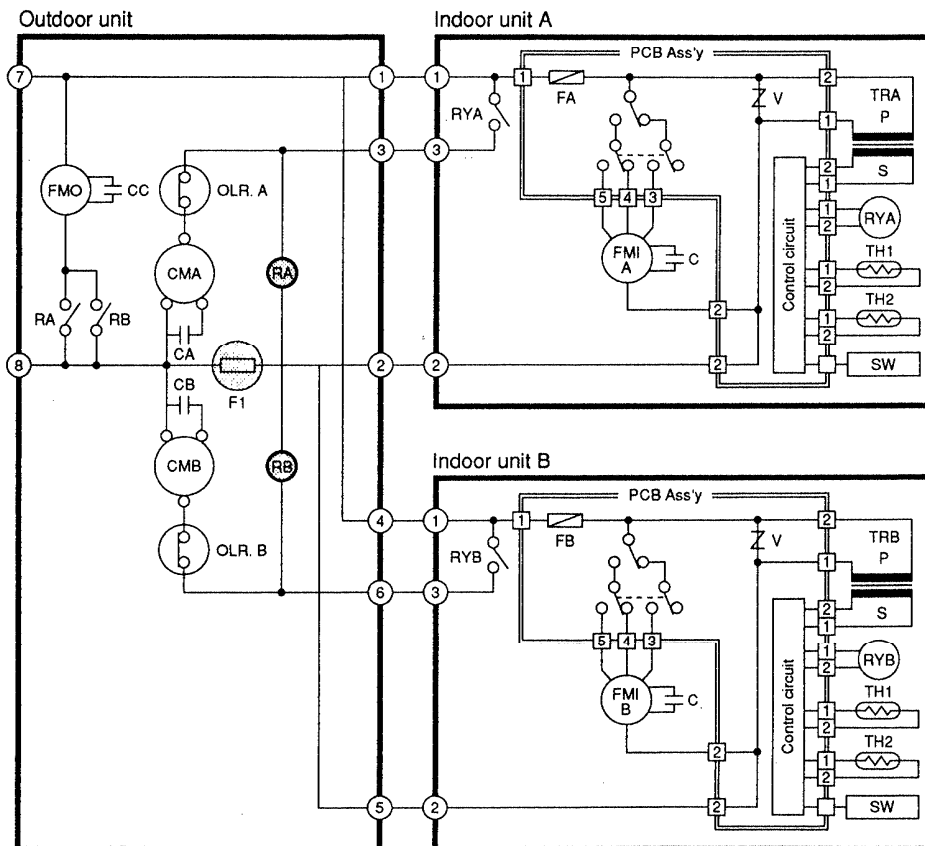 Outdoor unit
Indoor unit A
PCB Ass'y
7
1
1
1
FA
2
RYA
V
TRA
P
1
3
3
2
S
1
FMO
CC
OLR. A
5
4
3
1
RYA
2
FMI
A
C
Control circuit
TH1
1
2
CMA
RA
RA
RB
2
TH2
1
2
CA
8
2
2
2
SW
CB
F1
Indoor unit B
CMB
RB
PCB Ass'y
4
1
1
FB
2
V
TRB
P
OLR. B
RYB
1
6
3
2
S
1
5
4
3
1
RYB
2
FMI
B
C
Control circuit
TH1
1
2
2
TH2
1
2
5
2
2
SW